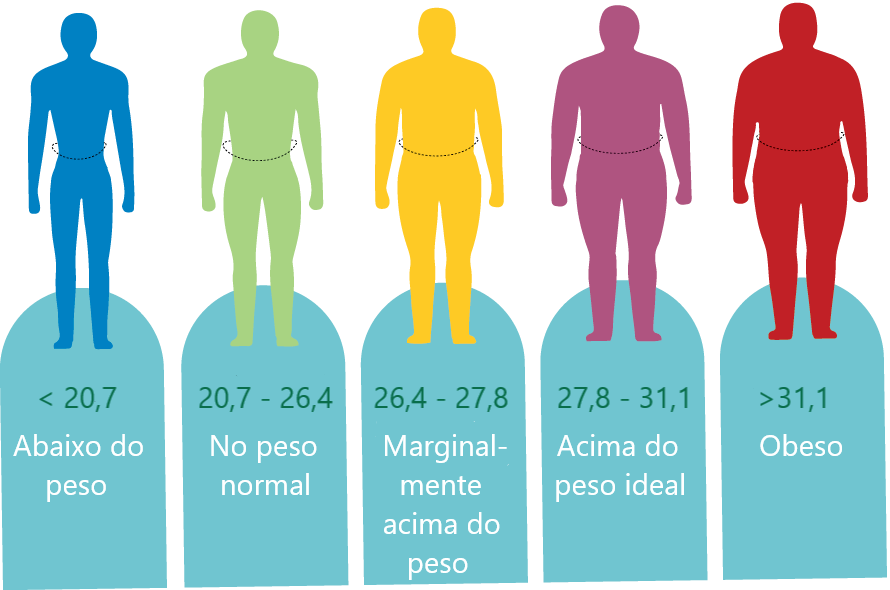 < 20,7
Abaixo do
peso
20,7 - 26,4
No peso
normal
26,4 - 27,8
Marginal-
mente
acima do
peso
27,8 - 31,1
Acima do
peso ideal
>31,1
Obeso